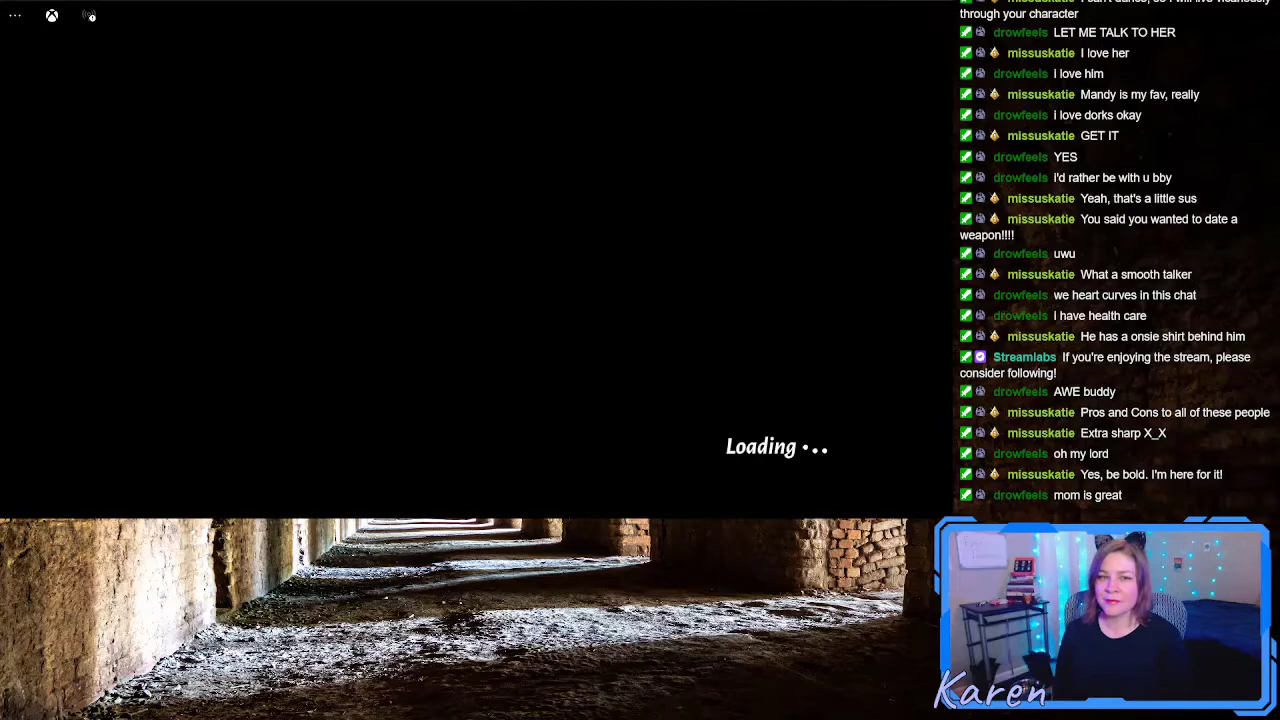 through your character
drowfeels LET ME TALK TO HER
missuskatie I love her
drowfeels i love him
missuskatie Mandy is my fav, really
drowfeels i love dorks okay
missuskatie GET IT
drowfeels YES
drowfeels i'd rather be with u bby
missuskatie Yeah, that's a little sus
missuskatie You said you wanted to date a
weapon!!!!
drowfeels uwu
missuskatie What a smooth talker
drowfeels we heart curves in this chat
drowfeels i have health care
missuskatie He has a onsie shirt behind him
Streamlabs If you're enjoying the stream, please
consider following!
drowfeels AWE buddy
missuskatie Pros and Cons to all of these people
missuskatie Extra sharp X_X
drowfeels oh my lord
missuskatie Yes, be bold. I'm here for it!
drowfeels mom is great
Loading
Karen